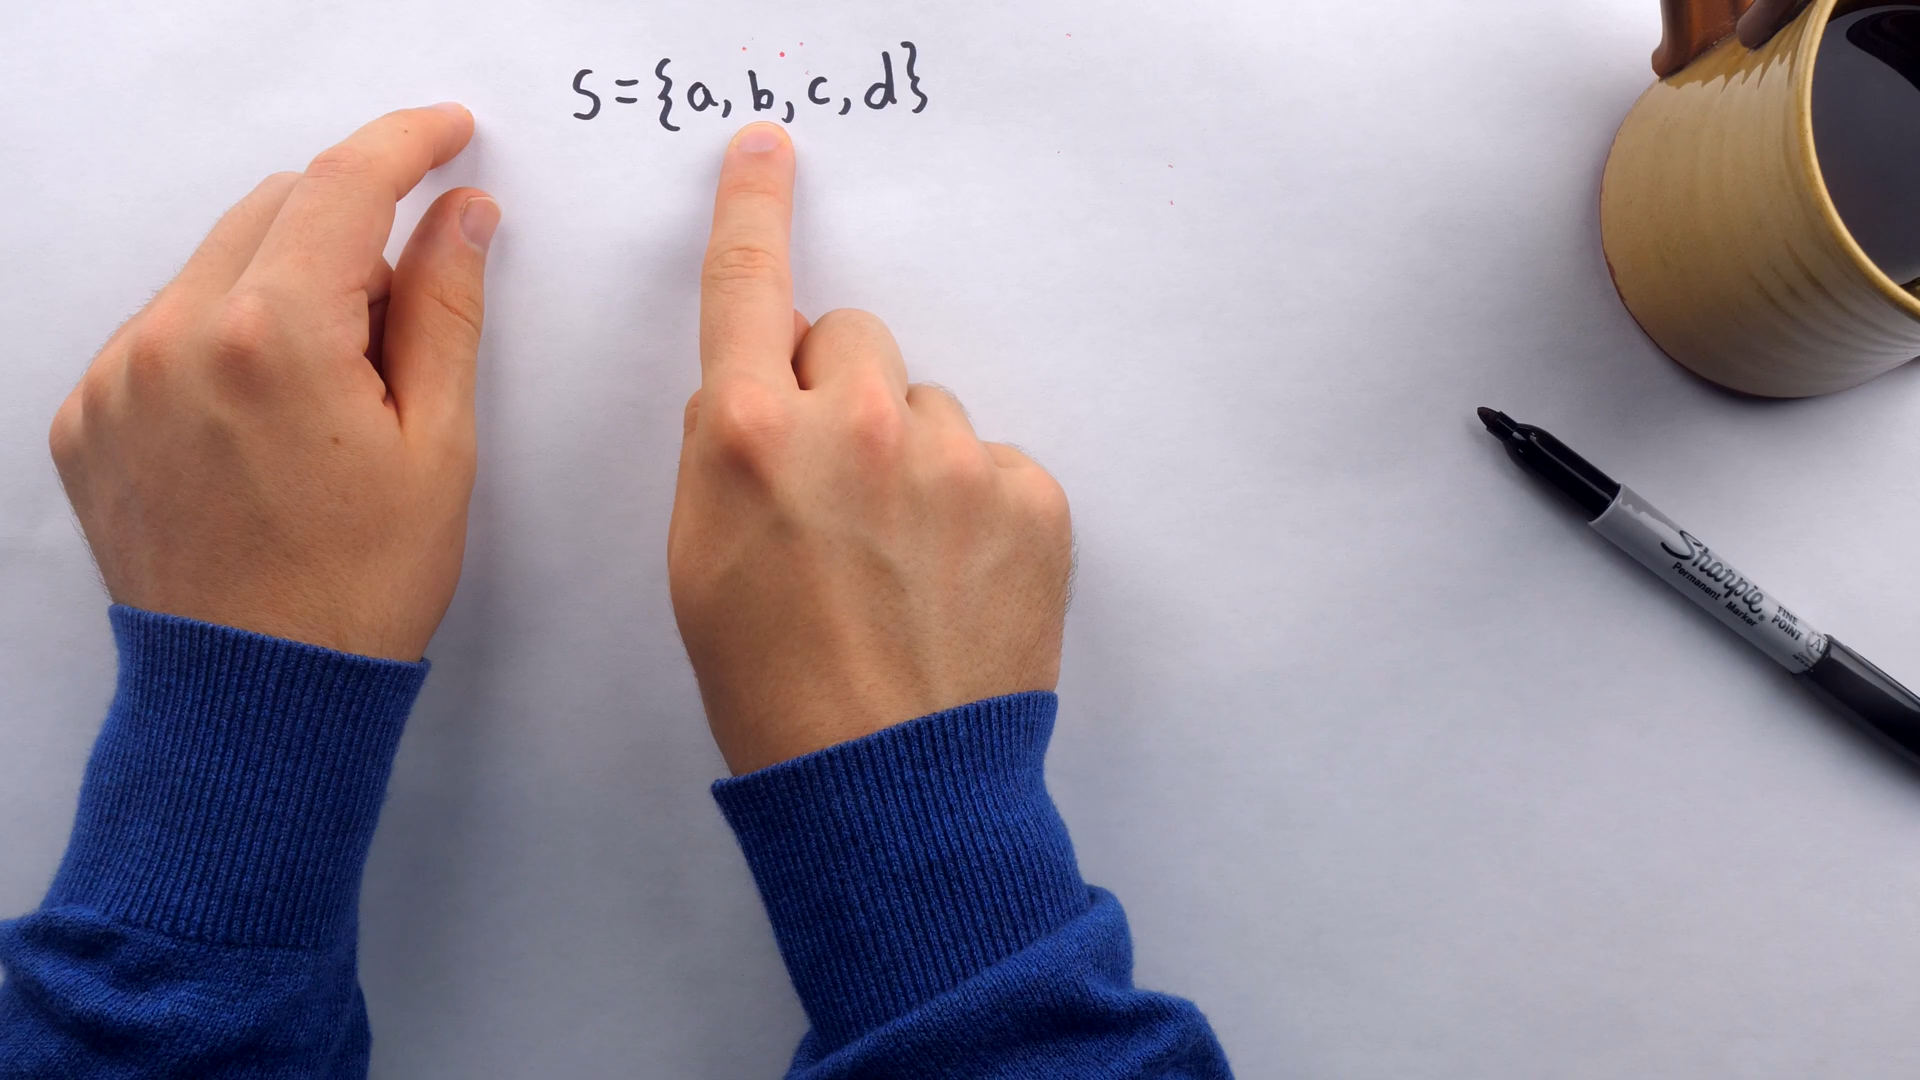 S={a, b, c, d}
Sharpie
Permanent Marker
FINE
POINT